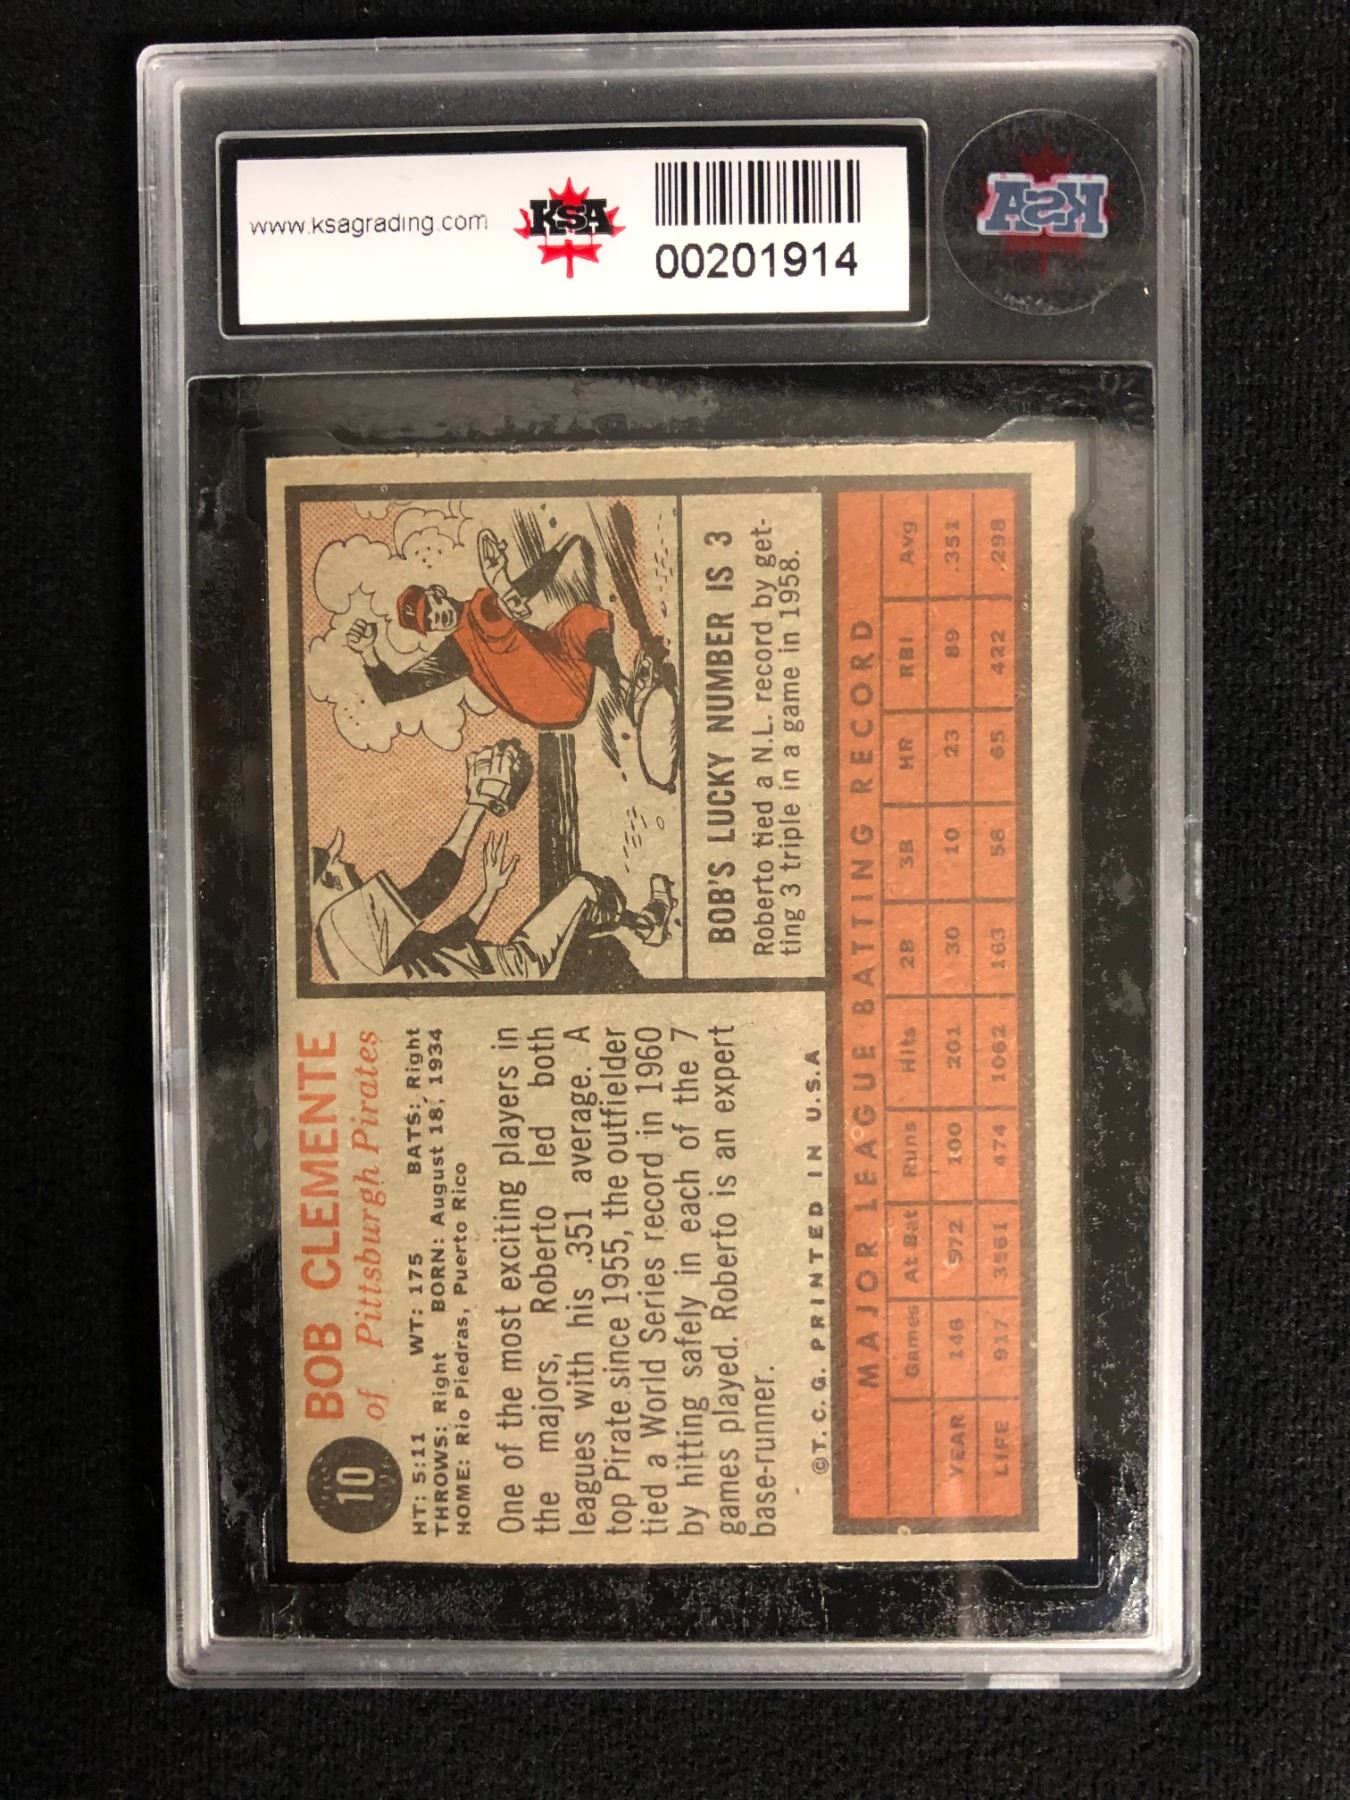 www.ksagrading.com
KSA
00201914
KSA
10
BOB CLEMENTE
of Pittsburgh Pirates
HT: 5:11 WT: 175 BATS: Right
THROWS: Right BORN: August 18, 1934
HOME: Rio Piedras, Puerto Rico
One of the most exciting players in
the majors, Roberto led both
leagues with his .351 average. A
top Pirate since 1955, the outfielder
tied a World Series record in 1960
by hitting safely in each of the 7
games played. Roberto is an expert
base-runner.
©T. C. G. PRINTED IN U.S.A
P
BOB'S LUCKY NUMBER IS 3
Roberto tied a N.L. record by get-
ting 3 triple in a game in 1958.
MAJOR LEAGUE BATTING RECORD
Games At Bat Runs Hits 2B 3B HR RBI Avg
YEAR 146 572 100 201 30 10 23 89 .351
LIFE 917 3561 474 1062 163 58 65 422 .298